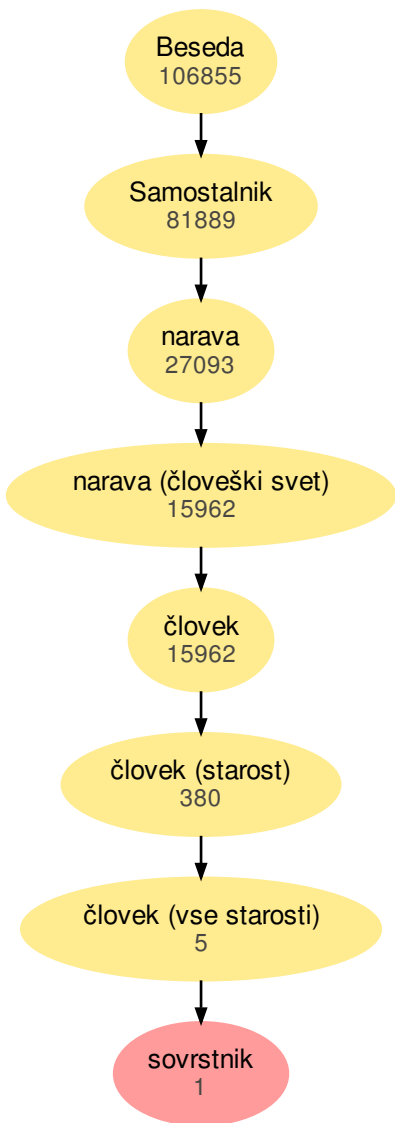 Beseda
106855
Samostalnik
81889
narava
27093
narava (človeški svet)
15962
človek
15962
človek (starost)
380
človek (vse starosti)
5
sovrstnik
1